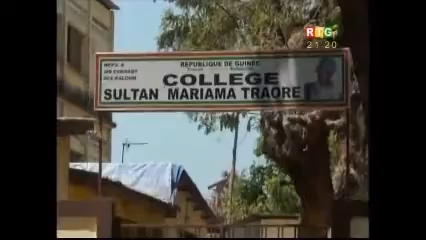 RTG
21:20
REPUBLIQUE DE GUINEE
COLLEGE
SULTAN MARIAMA TRAORE